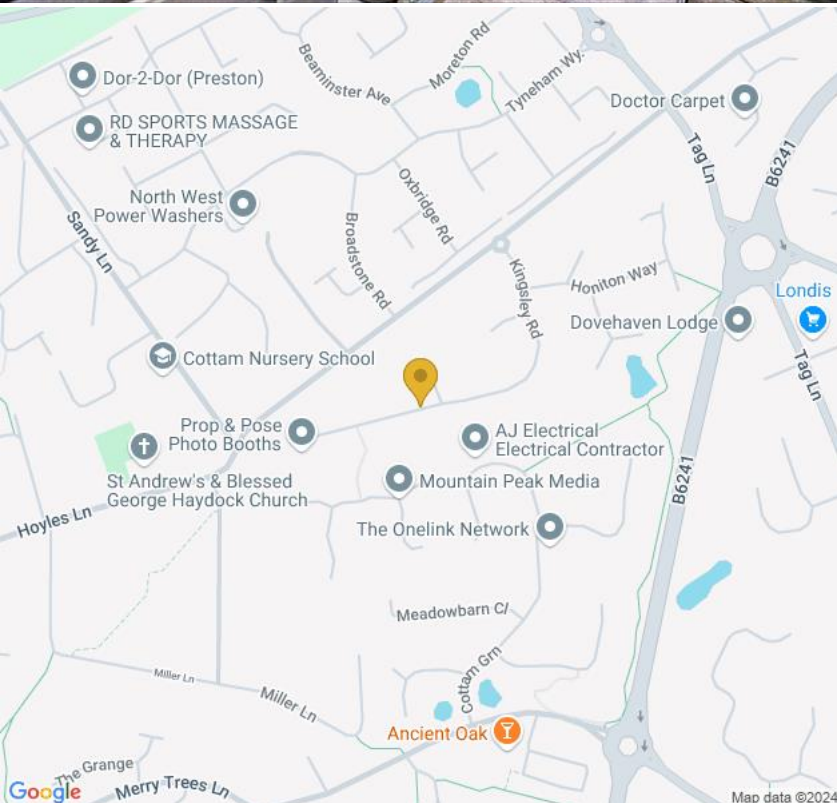 Beaminster Ave
Moreton Rd
Tyneham Wy.
Dor-2-Dor (Preston)
Doctor Carpet
RD SPORTS MASSAGE
& THERAPY
Tag Ln
B6241
North West
Power Washers
Oxbridge Rd
Broadstone Rd
Sandy Ln
Kingsley Rd
Honiton Way
Londis
Dovehaven Lodge
Tag Ln
Cottam Nursery School
Prop & Pose
Photo Booths
AJ Electrical
Electrical Contractor
St Andrew's & Blessed
George Haydock Church
Mountain Peak Media
B6241
Hoyles Ln
The Onelink Network
Meadowbarn C/
Cottam Grn
Miller Ln
Miller Ln
Ancient Oak
The Grange
Merry Trees Ln
Google
Map data ©2024